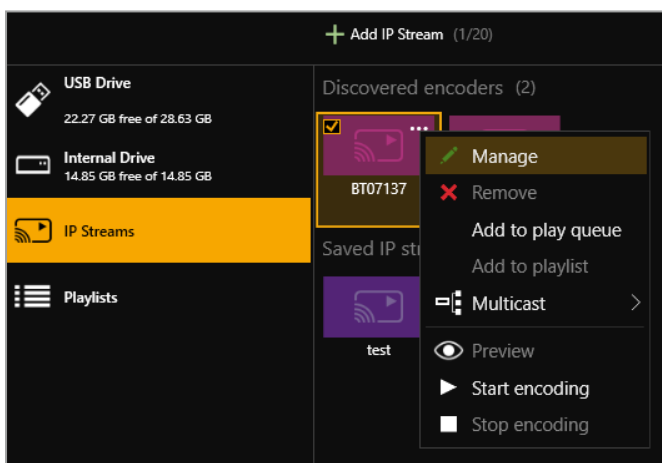 Add IP Stream (1/20)
USB Drive
22.27 GB free of 28.63 GB
Internal Drive
14.85 GB free of 14.85 GB
IP Streams
Playlists
Discovered encoders (2)
BT07137
Saved IP
test
Manage
Remove
Add to play queue
Add to playlist
Multicast
Preview
Start encoding
Stop encoding